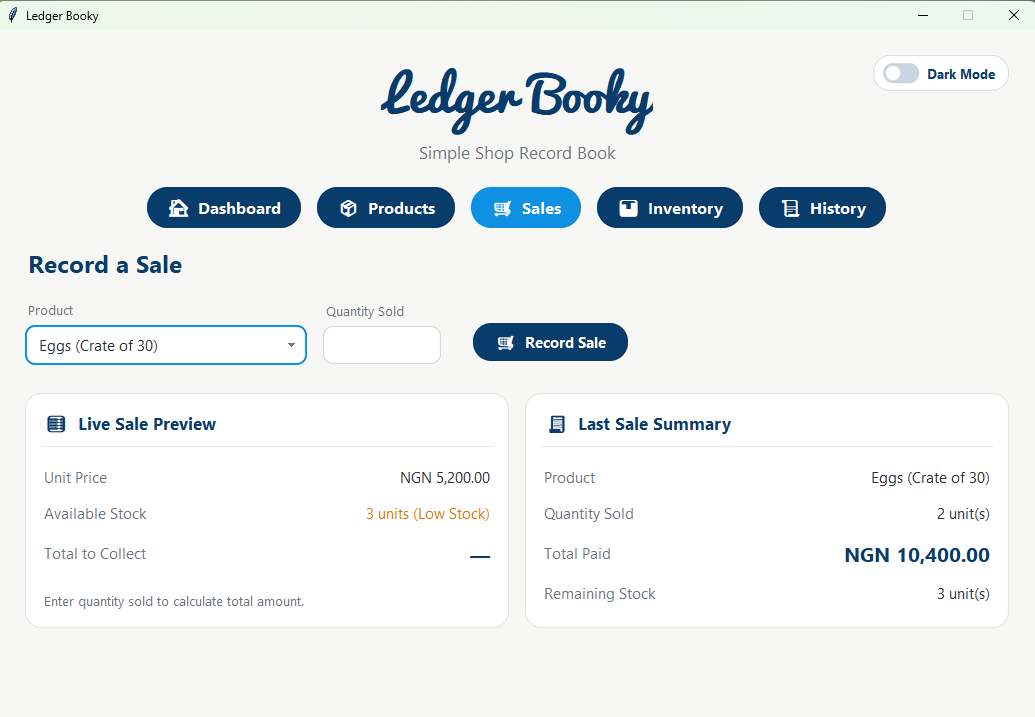 Ledger Booky
Dark Mode
Ledger Booky
Simple Shop Record Book
Dashboard
Products
Sales
Inventory
History
Record a Sale
Product
Quantity Sold
Eggs (Crate of 30)
Record Sale
Live Sale Preview
Unit Price NGN 5,200.00
Available Stock 3 units (Low Stock)
Total to Collect —
Enter quantity sold to calculate total amount.
Last Sale Summary
Product Eggs (Crate of 30)
Quantity Sold 2 unit(s)
Total Paid NGN 10,400.00
Remaining Stock 3 unit(s)